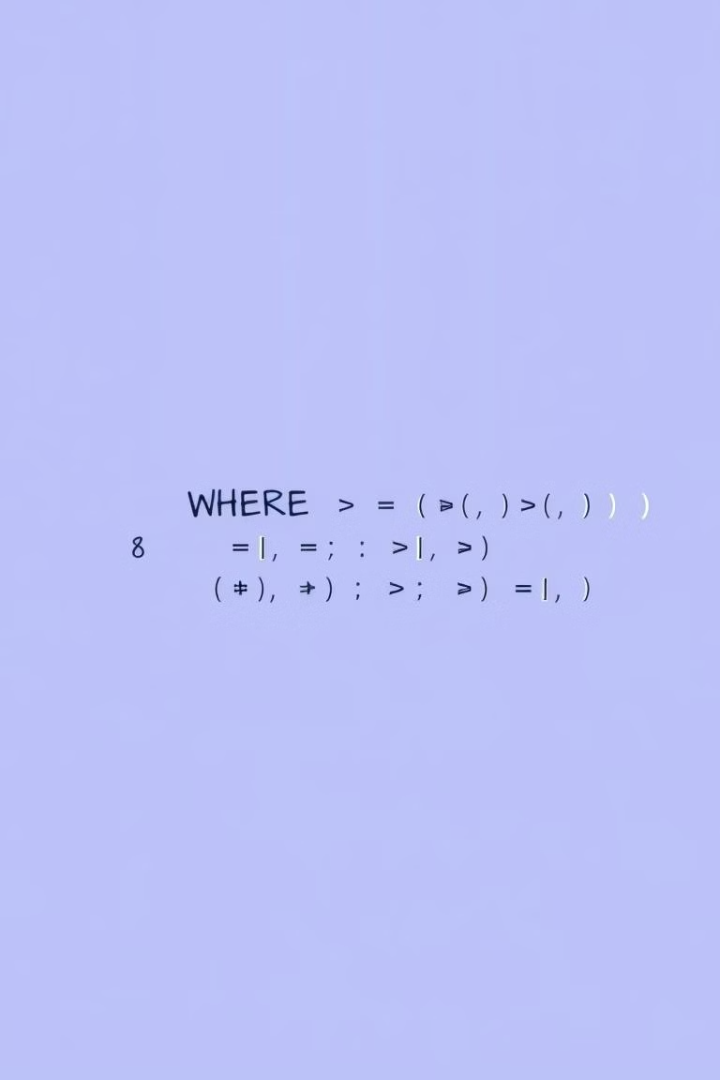 WHERE > = ( ⋗(, )>(, ) ) )
8 =|, =; : >|, >)
(ǂ), →) ; >; >) =|, )